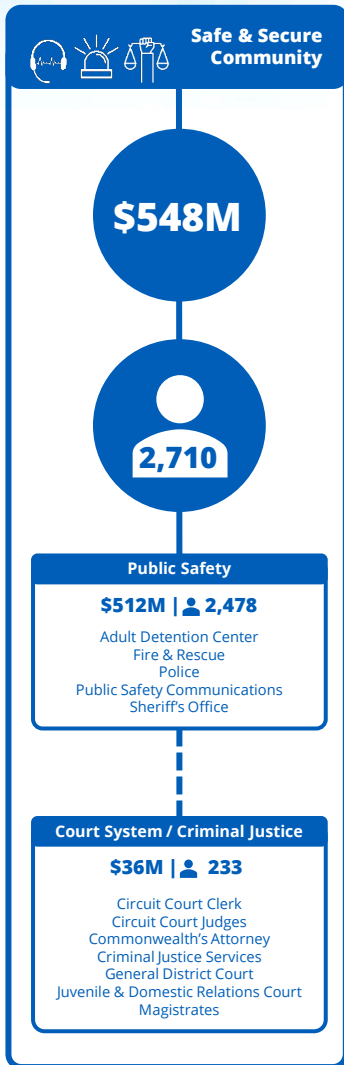 Safe & Secure
Community
$548M
2,710
Public Safety
$512M | 2,478
Adult Detention Center
Fire & Rescue
Police
Public Safety Communications
Sheriff's Office
Court System / Criminal Justice
$36M | 233
Circuit Court Clerk
Circuit Court Judges
Commonwealth's Attorney
Criminal Justice Services
General District Court
Juvenile & Domestic Relations Court
Magistrates